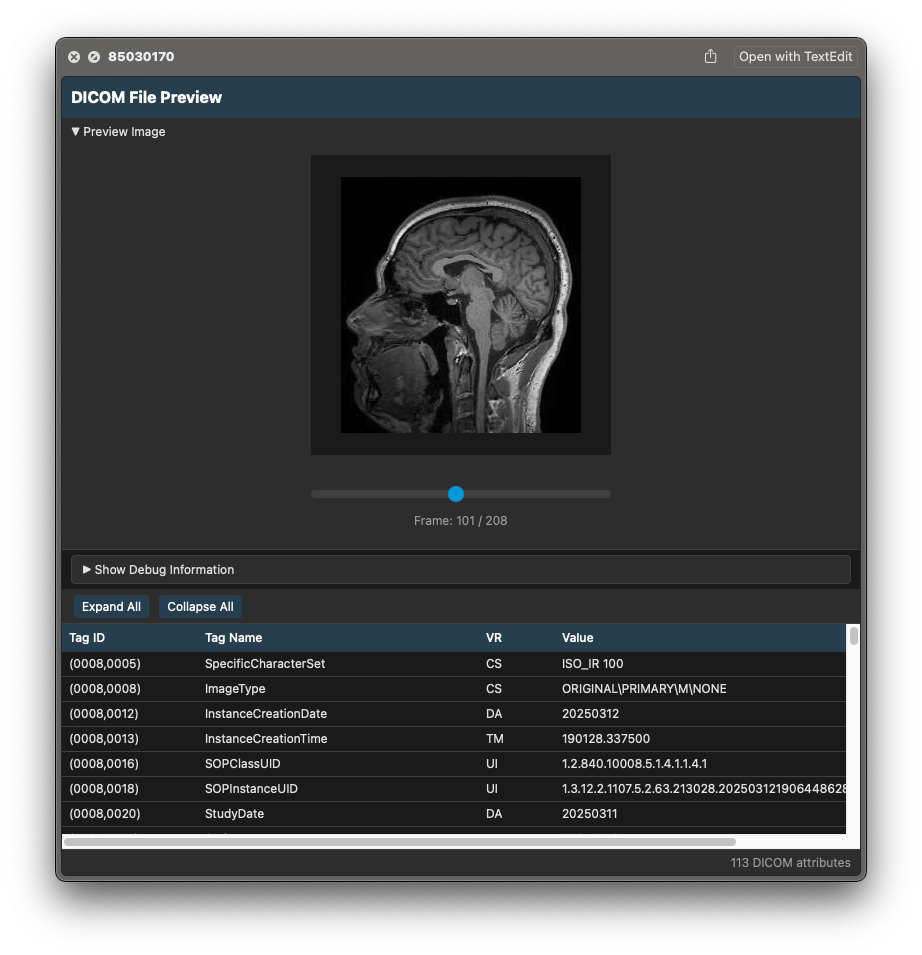 85030170
Open with TextEdit
DICOM File Preview
▼ Preview Image
Frame: 101 / 208
▶ Show Debug Information
Expand All Collapse All
Tag ID Tag Name VR Value
(0008,0005) SpecificCharacterSet CS ISO_IR 100
(0008,0008) ImageType CS ORIGINAL\PRIMARY\M\NONE
(0008,0012) InstanceCreationDate DA 20250312
(0008,0013) InstanceCreationTime TM 190128.337500
(0008,0016) SOPClassUID UI 1.2.840.10008.5.1.4.1.1.4.1
(0008,0018) SOPInstanceUID UI 1.3.12.2.1107.5.2.63.213028.202503121906448628
(0008,0020) StudyDate DA 20250311
113 DICOM attributes